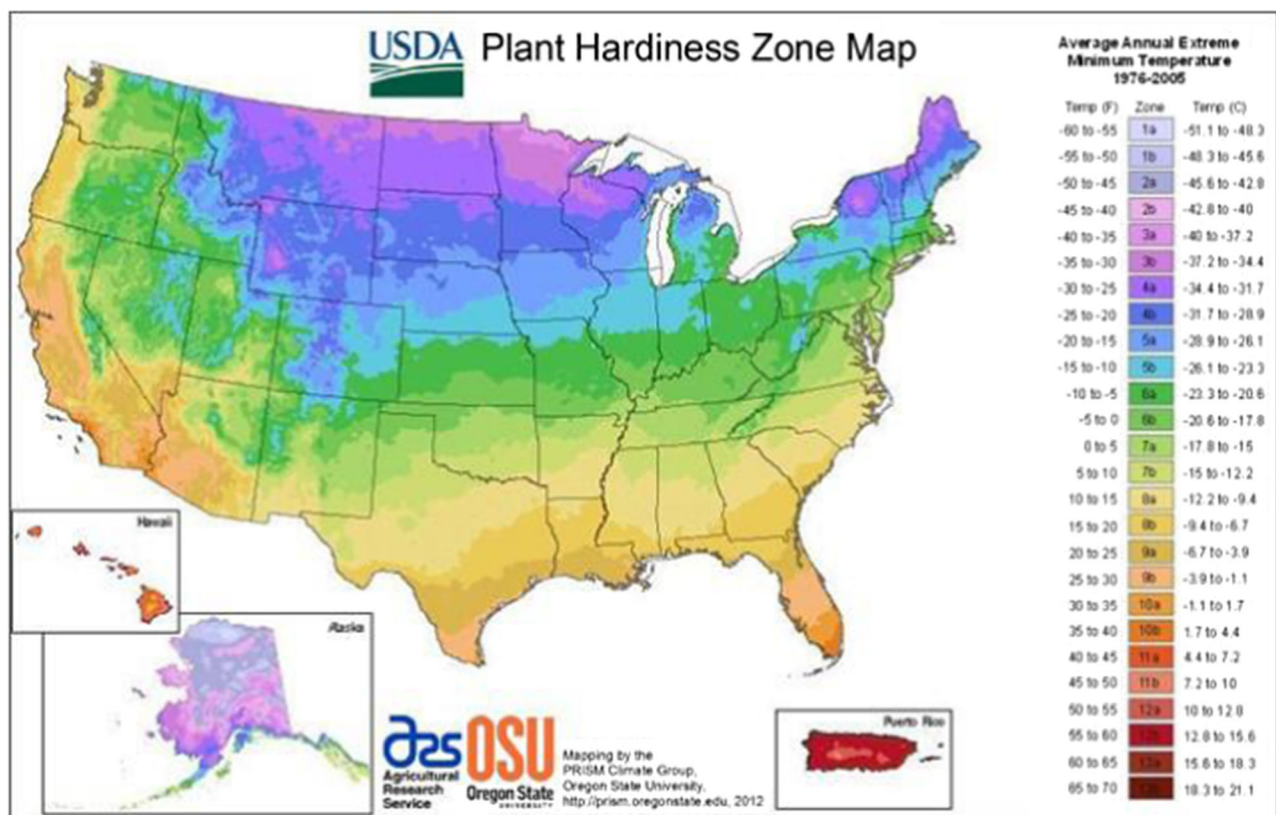 USDA Plant Hardiness Zone Map
Average Annual Extreme
Minimum Temperature
1976-2005
Temp (F) Zone Temp (C)
-60 to -55 1a -51.1 to -48.3
-55 to -50 1b -48.3 to -45.6
-50 to -45 2a -45.6 to -42.8
-45 to -40 2b -42.8 to -40
-40 to -35 3a -40 to -37.2
-35 to -30 3b -37.2 to -34.4
-30 to -25 4a -34.4 to -31.7
-25 to -20 4b -31.7 to -28.9
-20 to -15 5a -28.9 to -26.1
-15 to -10 5b -26.1 to -23.3
-10 to -5 6a -23.3 to -20.6
-5 to 0 6b -20.6 to -17.8
0 to 5 7a -17.8 to -15
5 to 10 7b -15 to -12.2
10 to 15 8a -12.2 to -9.4
15 to 20 8b -9.4 to -6.7
20 to 25 9a -6.7 to -3.9
25 to 30 9b -3.9 to -1.1
30 to 35 10a -1.1 to 1.7
35 to 40 10b 1.7 to 4.4
40 to 45 11a 4.4 to 7.2
45 to 50 11b 7.2 to 10
50 to 55 12a 10 to 12.8
55 to 60 12b 12.8 to 15.6
60 to 65 13a 15.6 to 18.3
65 to 70 13b 18.3 to 21.1
Hawaii
Alaska
Puerto Rico
ars
Agricultural
Research
Service
OSU
Oregon State
UNIVERSITY
Mapping by the
PRISM Climate Group,
Oregon State University,
http://prism.oregonstate.edu, 2012